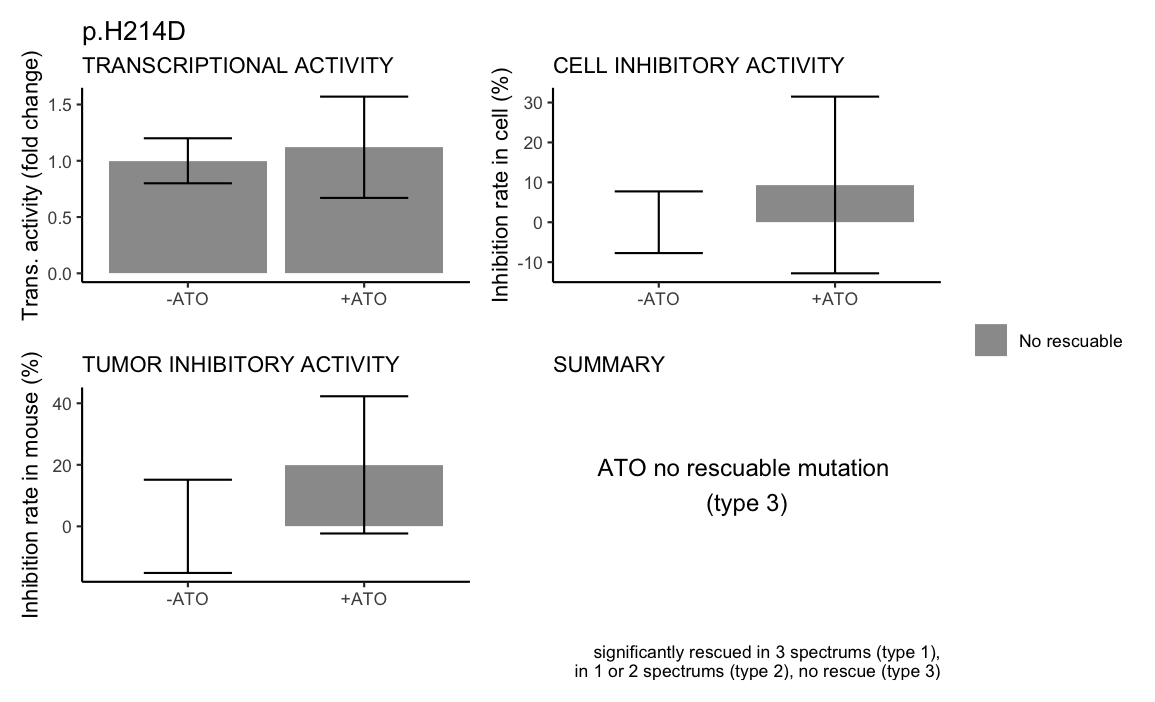 p.H214D
TRANSCRIPTIONAL ACTIVITY
Trans. activity (fold change)
1.5
1.0
0.5
0.0
-ATO
+ATO
CELL INHIBITORY ACTIVITY
Inhibition rate in cell (%)
30
20
10
0
-10
-ATO
+ATO
No rescuable
TUMOR INHIBITORY ACTIVITY
Inhibition rate in mouse (%)
40
20
0
-ATO
+ATO
SUMMARY
ATO no rescuable mutation
(type 3)
significantly rescued in 3 spectrums (type 1),
in 1 or 2 spectrums (type 2), no rescue (type 3)